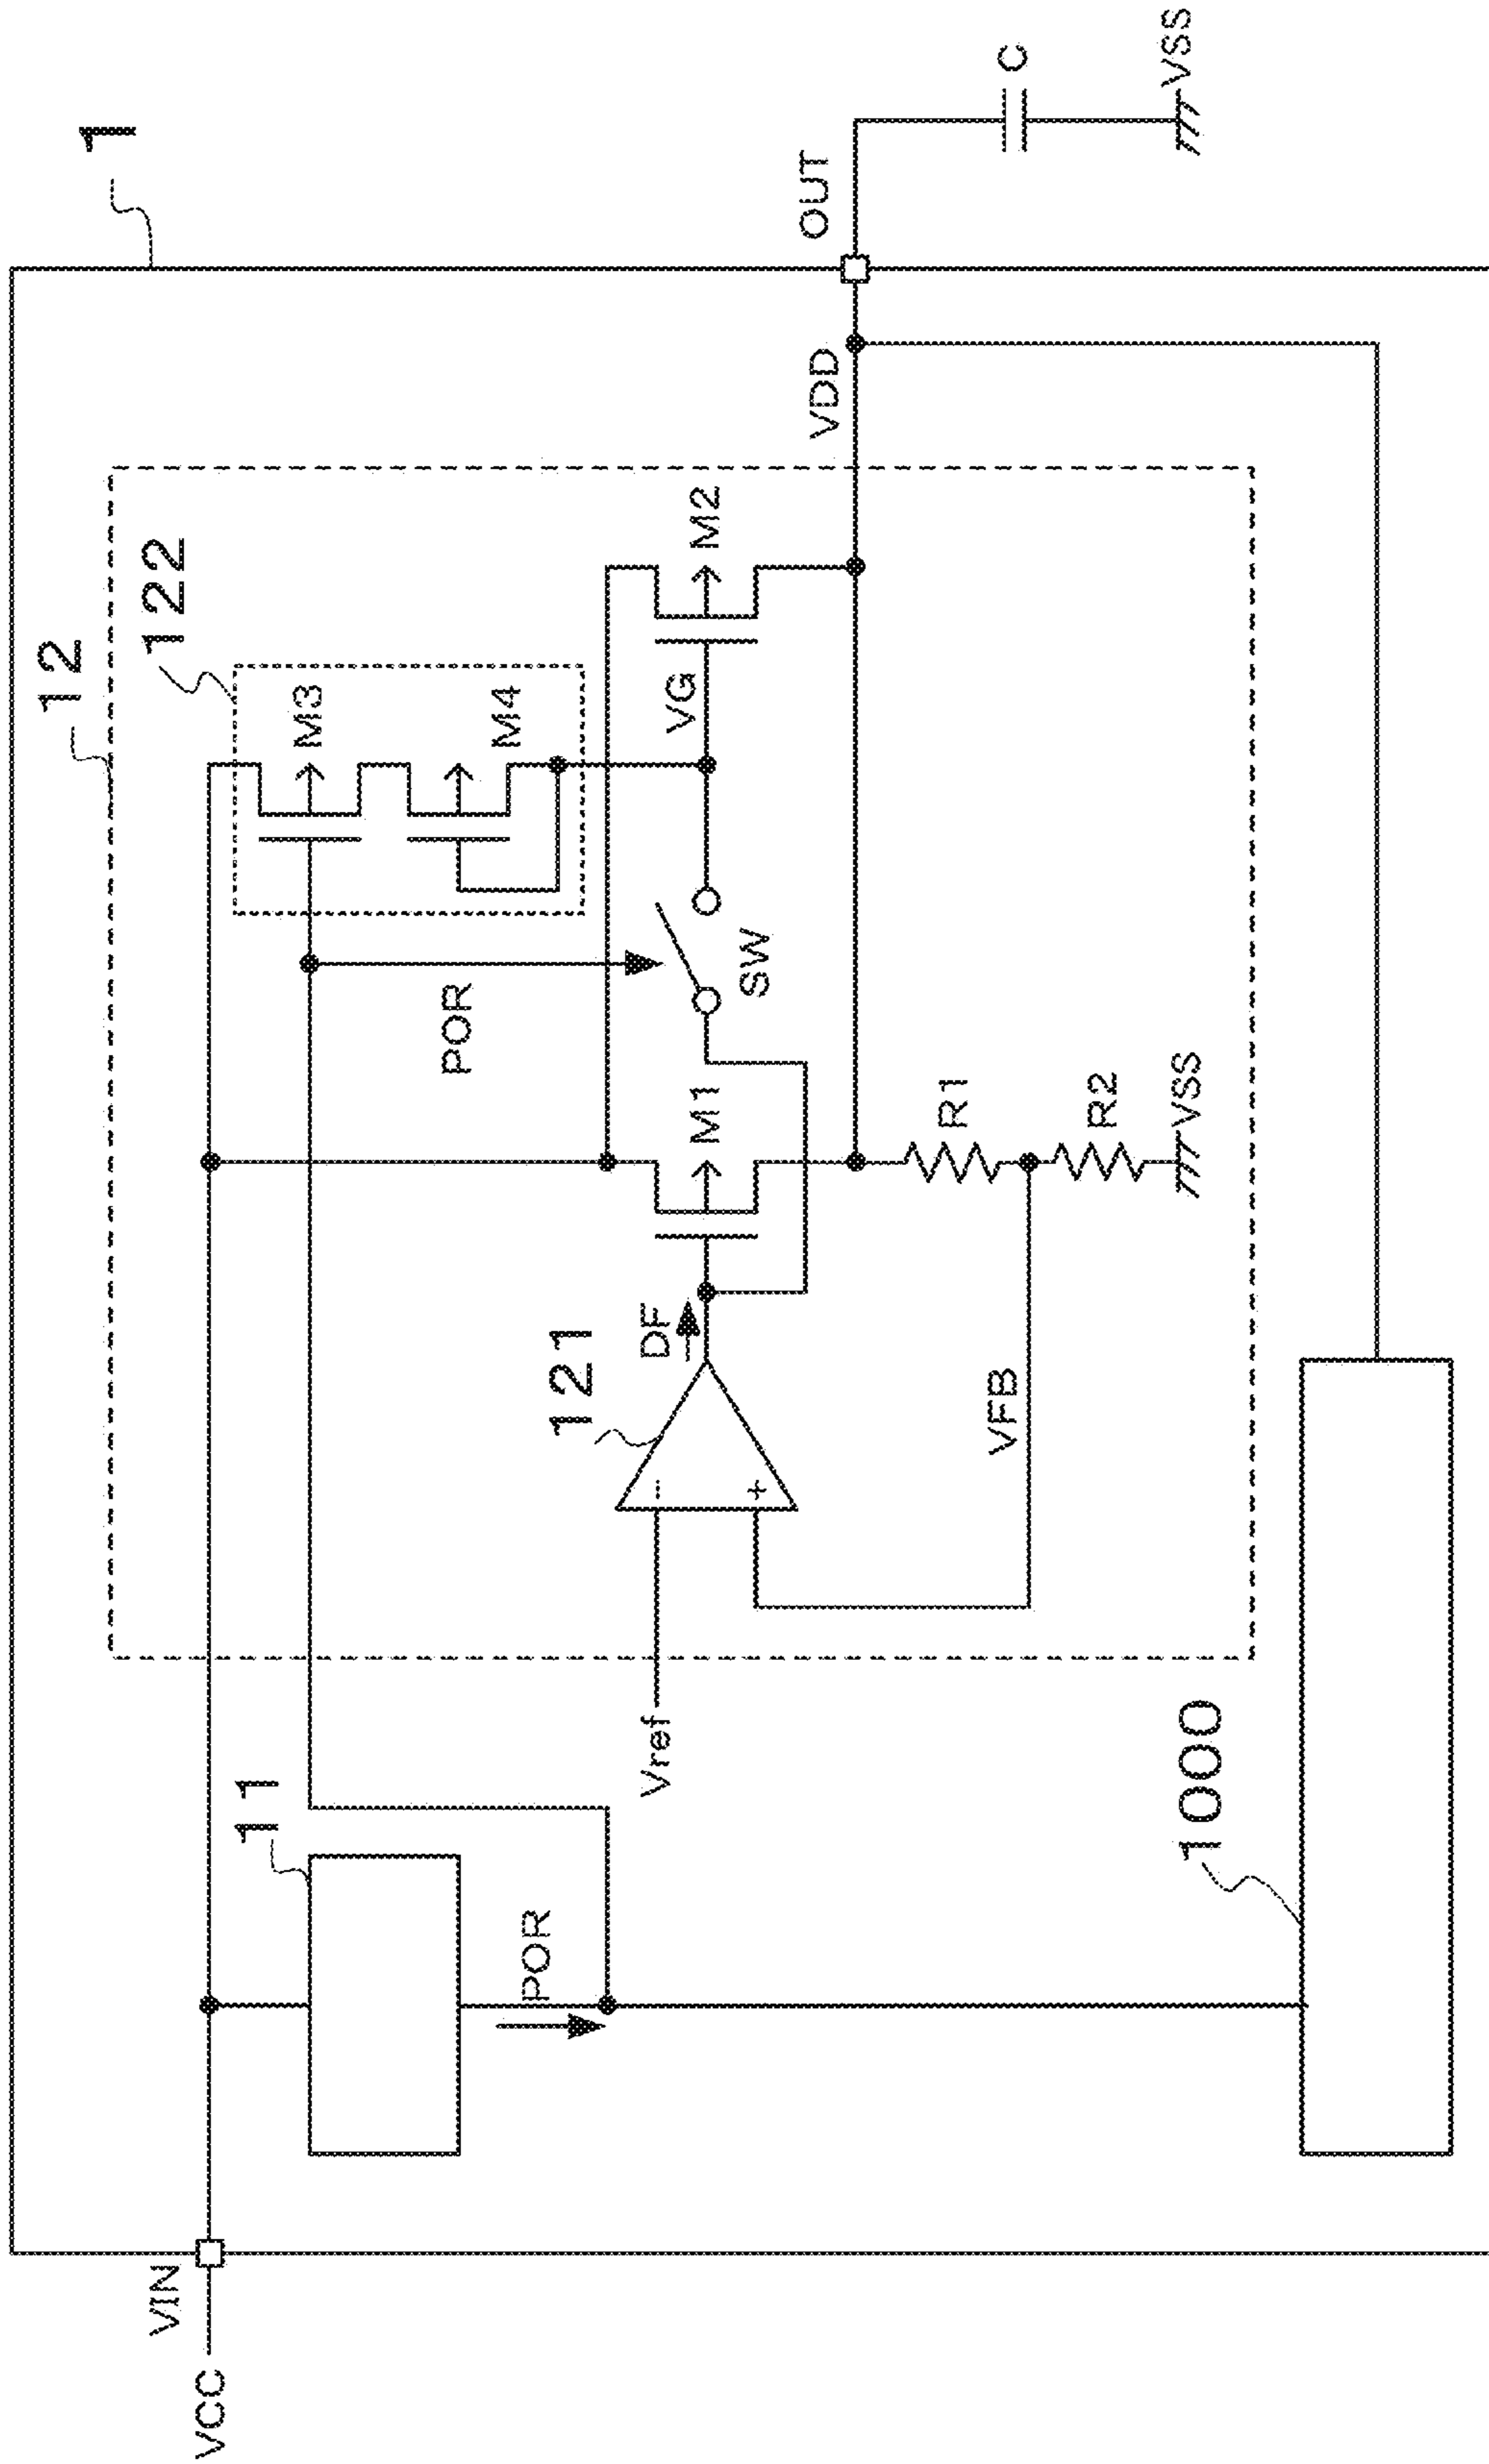 1
12
122
M3
M4
M2
VG
VDD
OUT
C
VSS
POR
SW
M1
DF
121
-
+
R1
R2
VSS
VFB
Vref
11
POR
1000
VIN
VCC